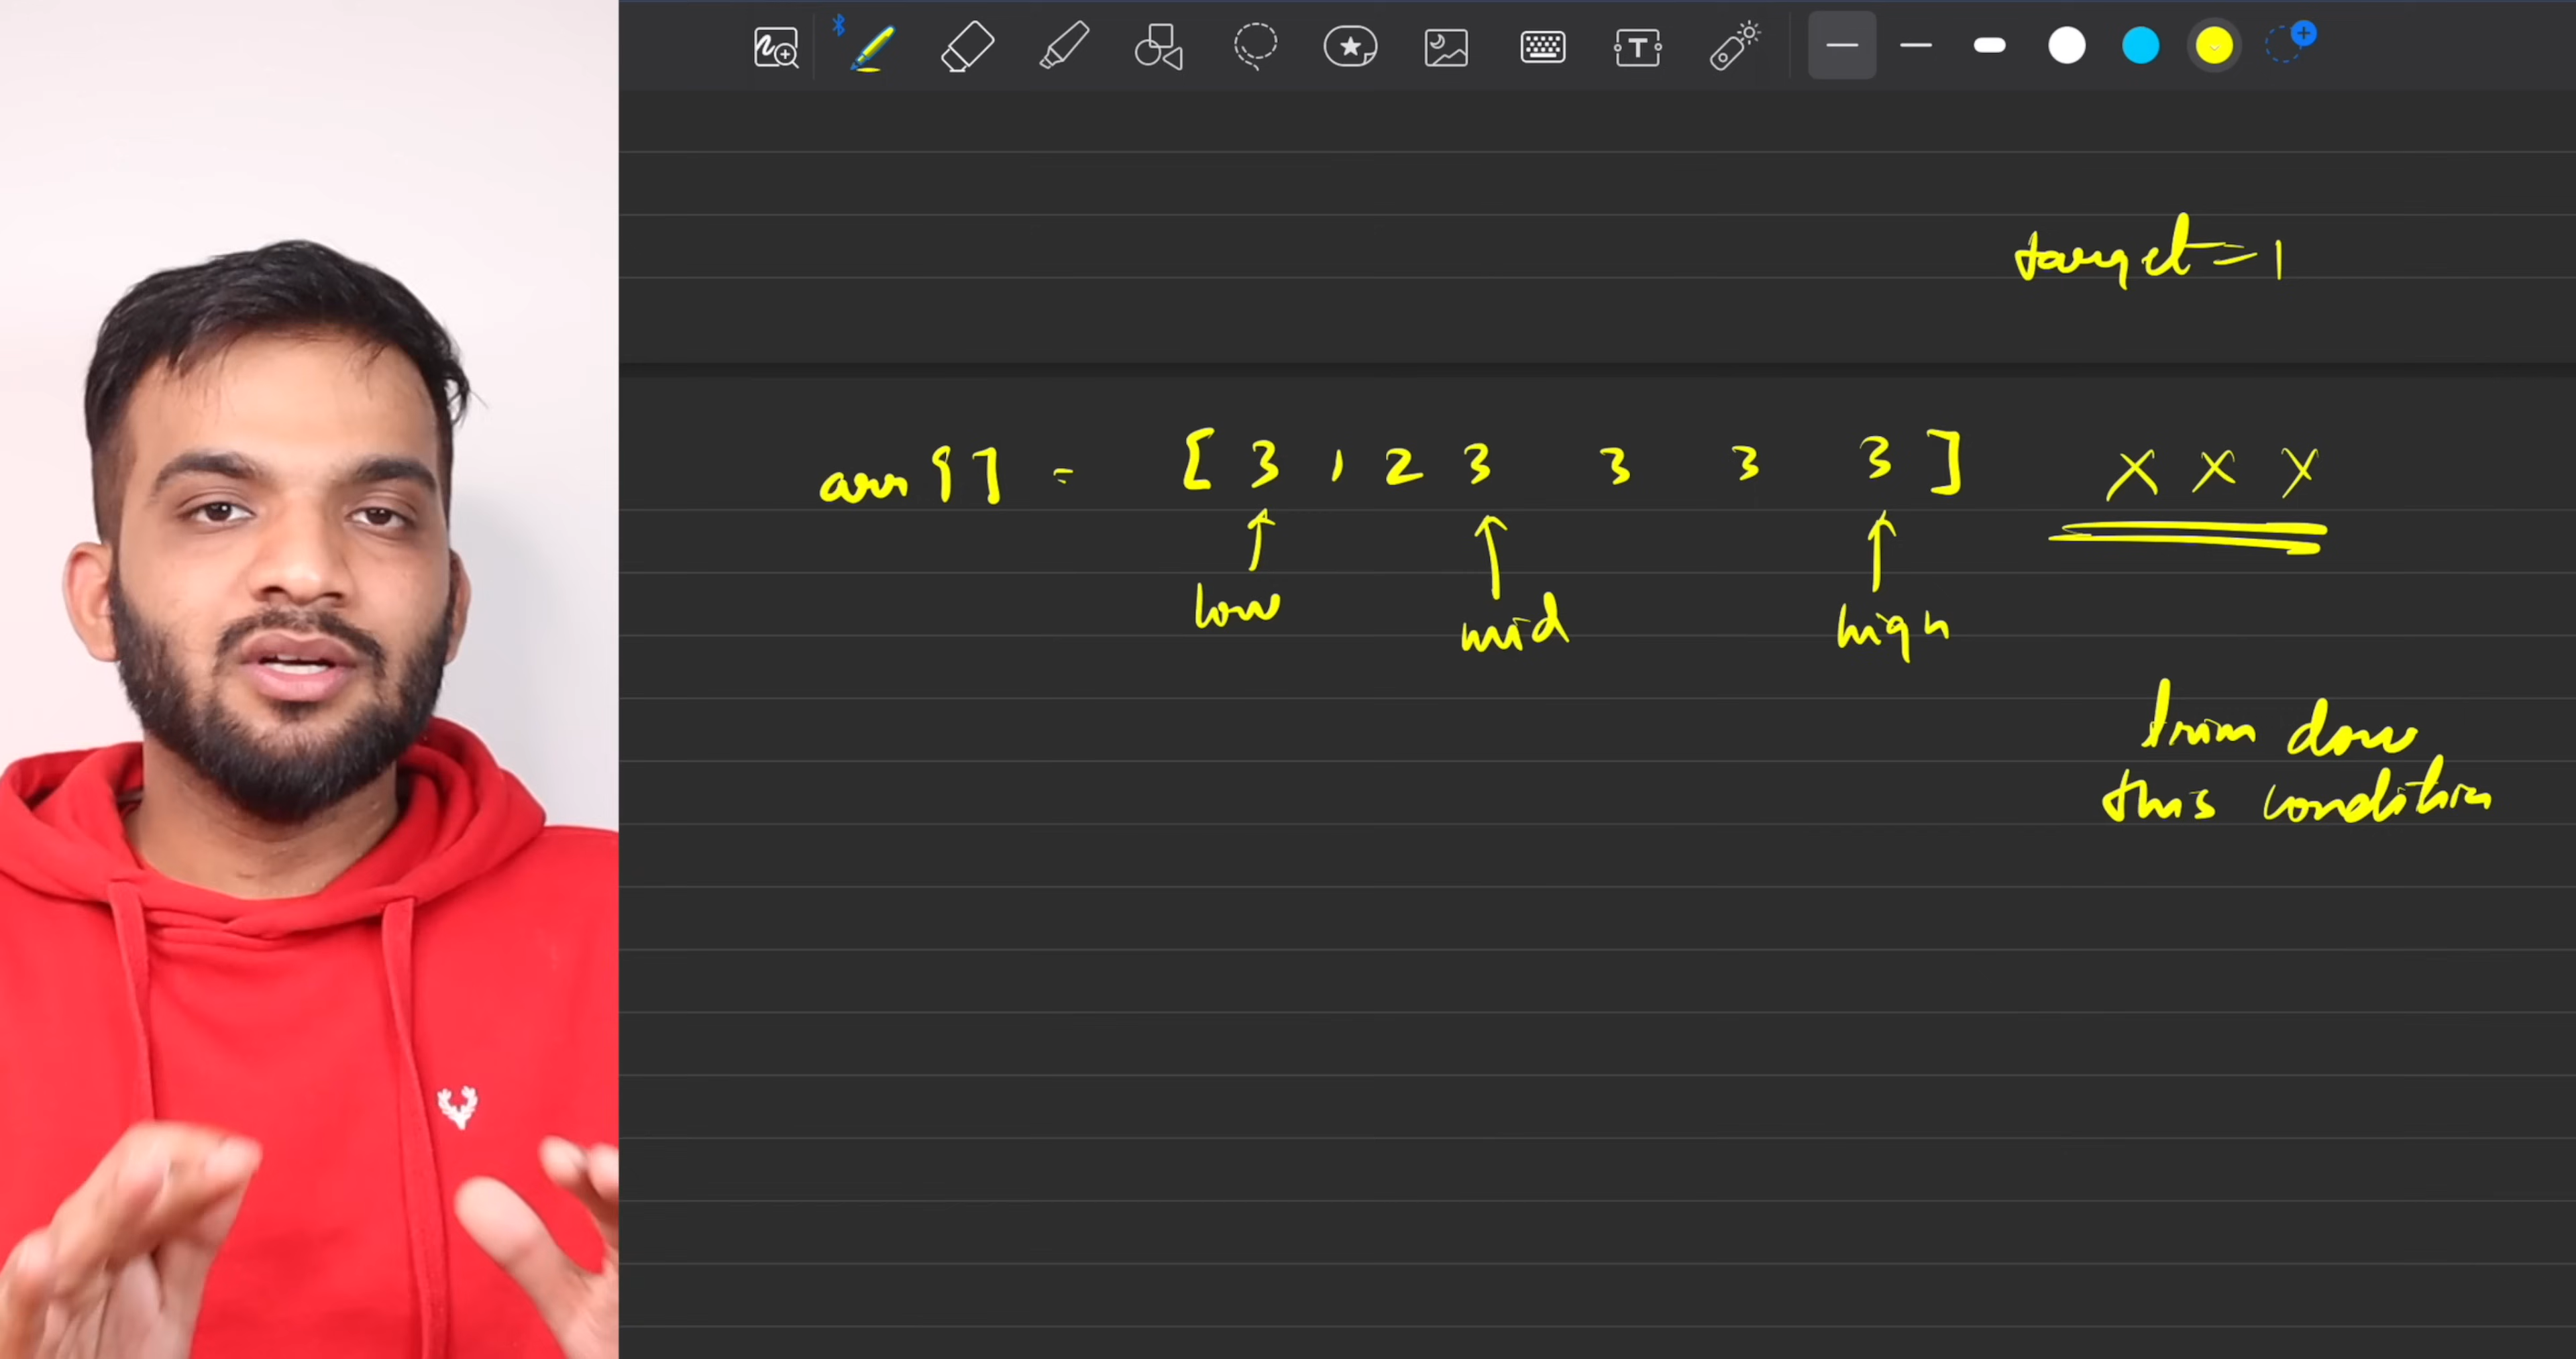 target = 1
arr[] = [ 3 1 2 3 3 3 3 ] X X X
low mid high
trim down
this condition